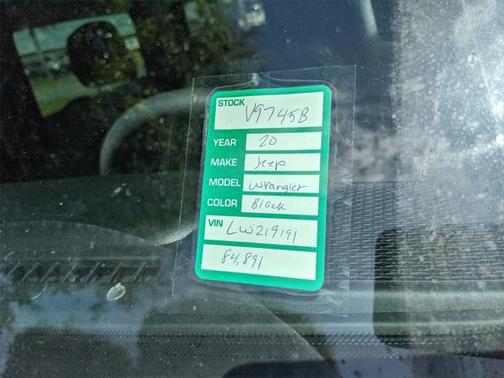 STOCK V9745B
YEAR 20
MAKE Jeep
MODEL Wrangler
COLOR Black
VIN LW219191
84,891